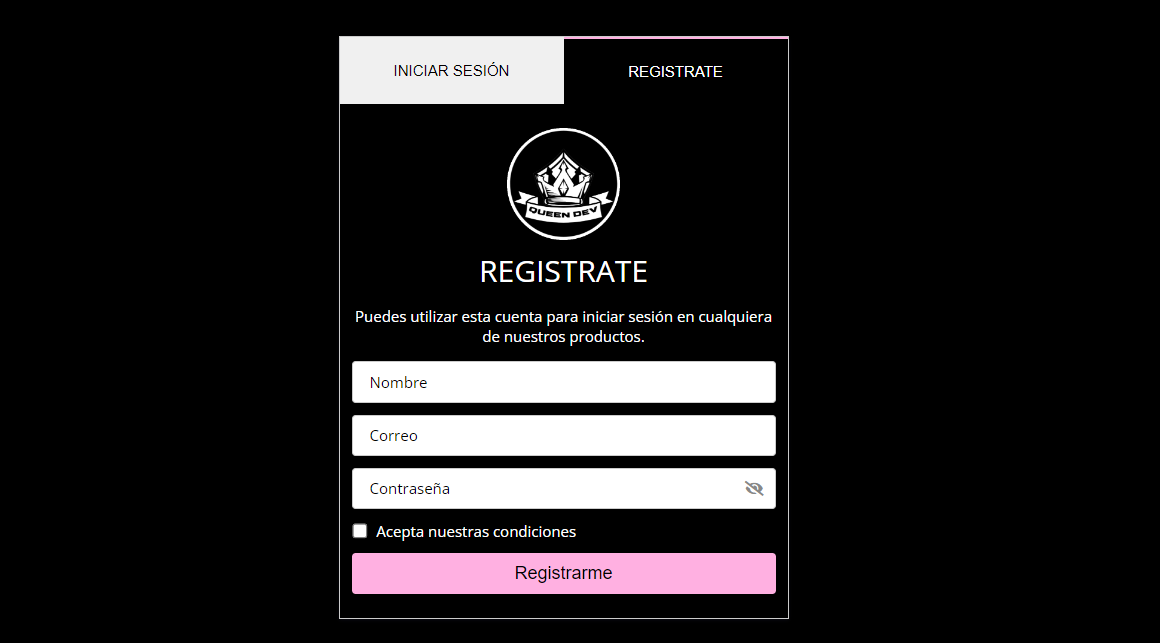 INICIAR SESIÓN
REGISTRATE
QUEEN DEV
REGISTRATE
Puedes utilizar esta cuenta para iniciar sesión en cualquiera
de nuestros productos.
Nombre
Correo
Contraseña
Acepta nuestras condiciones
Registrarme